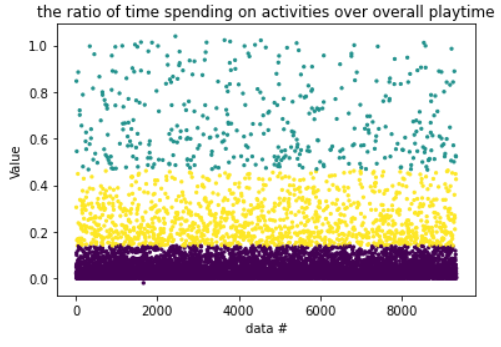 the ratio of time spending on activities over overall playtime
1.0
0.8
0.6
0.4
0.2
0.0
Value
0 2000 4000 6000 8000
data #